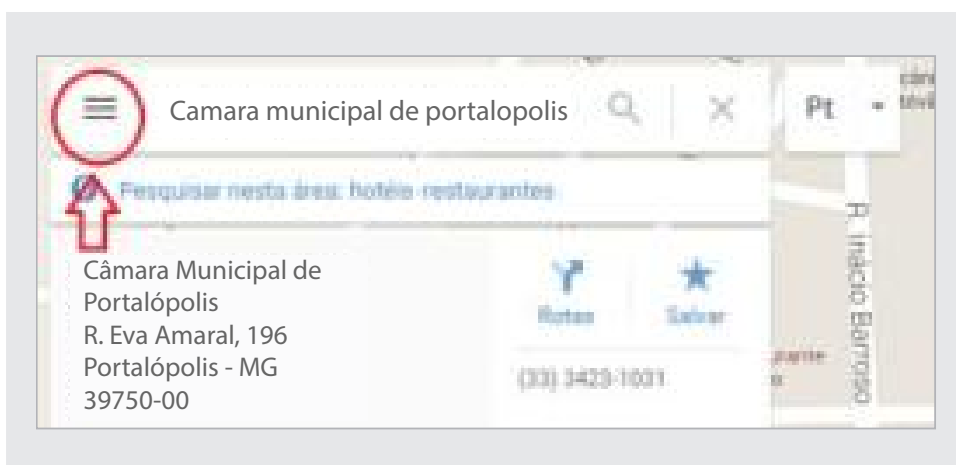 Camara municipal de portalopolis
Pt
Pesquisar nesta área: hotéis restaurantes
Câmara Municipal de
Portalópolis
R. Eva Amaral, 196
Portalópolis - MG
39750-00
Rotas
Salvar
(33) 3423-1031
R. Inácio Barroso